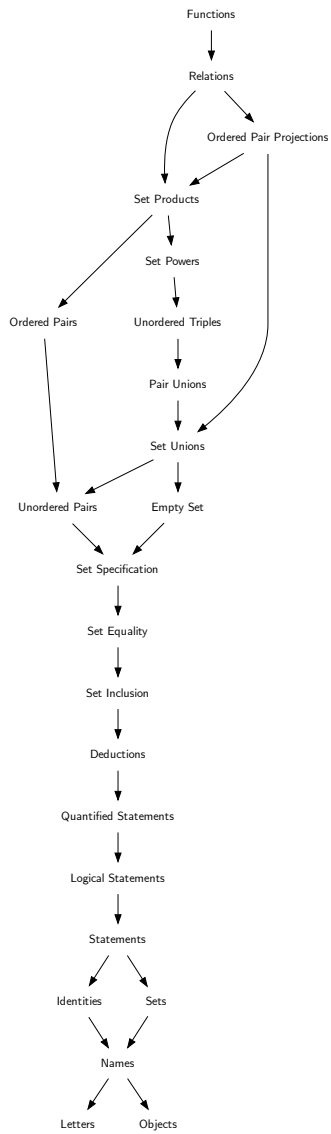 Functions
Relations
Ordered Pair Projections
Set Products
Set Powers
Ordered Pairs
Unordered Triples
Pair Unions
Set Unions
Unordered Pairs
Empty Set
Set Specification
Set Equality
Set Inclusion
Deductions
Quantified Statements
Logical Statements
Statements
Identities
Sets
Names
Letters
Objects